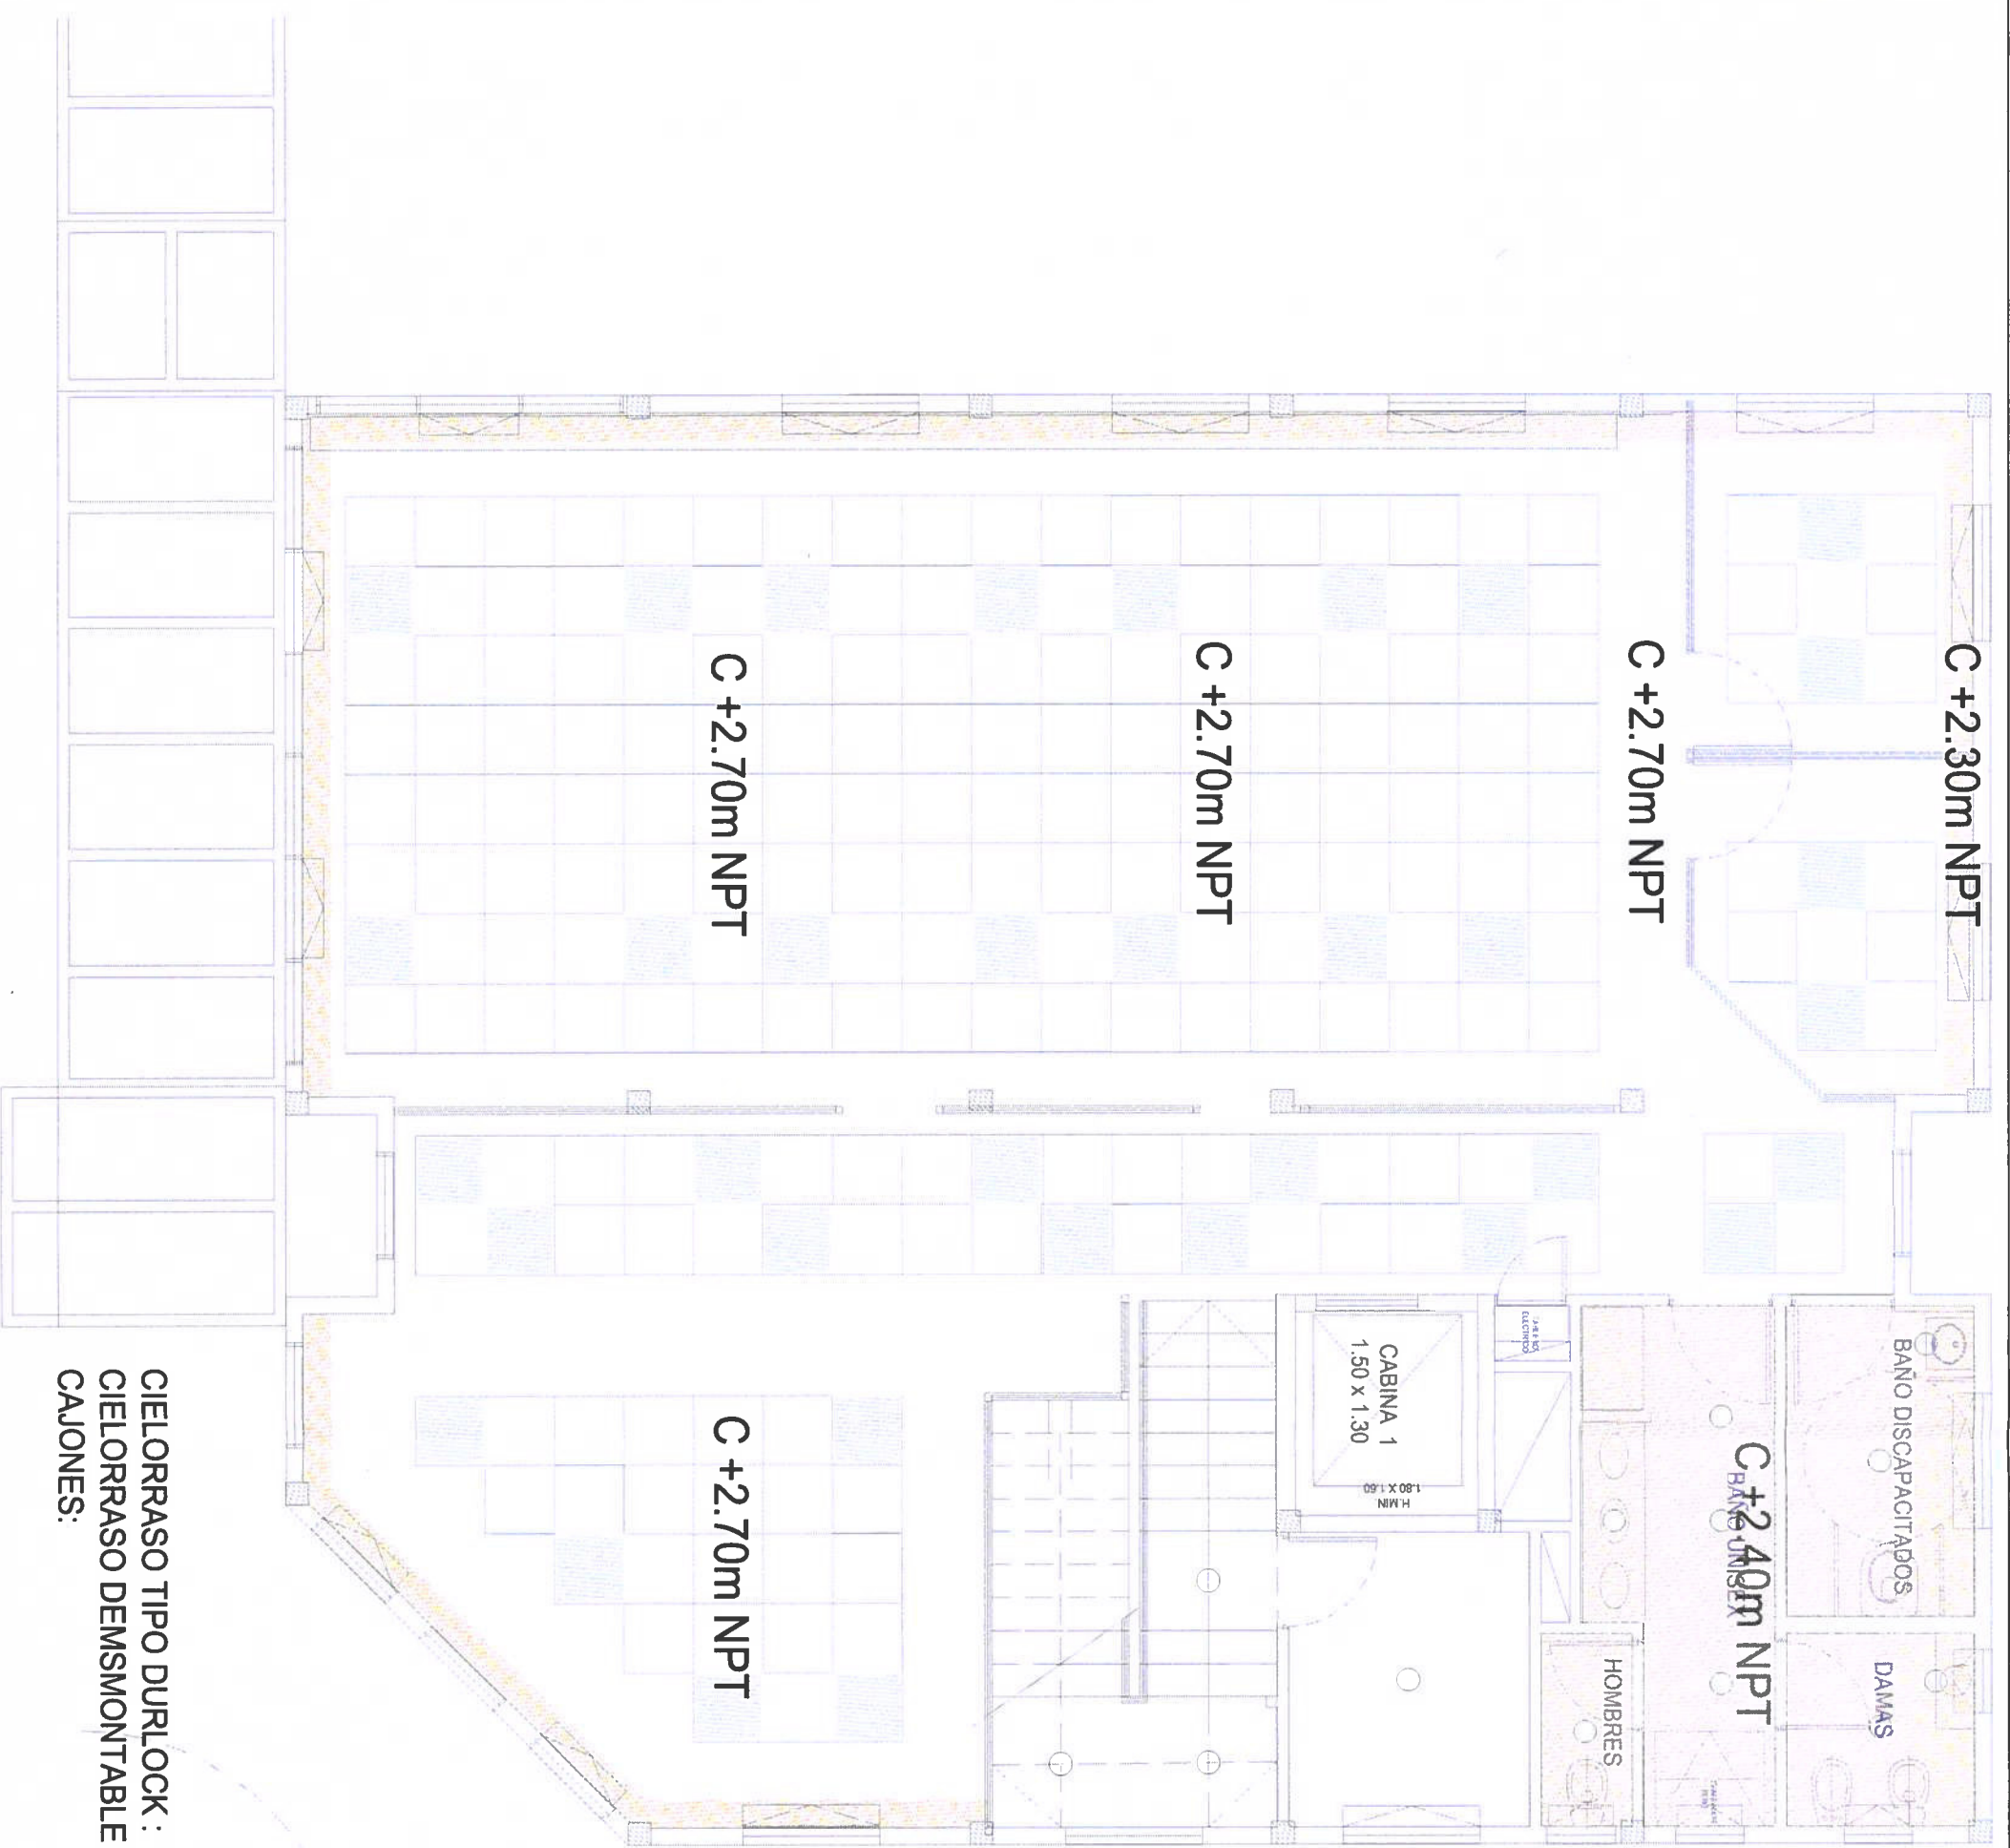 C +2.30m NPT
C +2.70m NPT
C +2.70m NPT
C +2.70m NPT
BAÑO DISCAPACITADOS
DAMAS
C +2.40m NPT
BAÑO UNISEX
HOMBRES
CABINA 1
1.50 x 1.30
H.MIN.
1.80 X 1.60
C +2.70m NPT
CIELORRASO TIPO DURLOCK :
CIELORRASO DEMSMONTABLE
CAJONES: